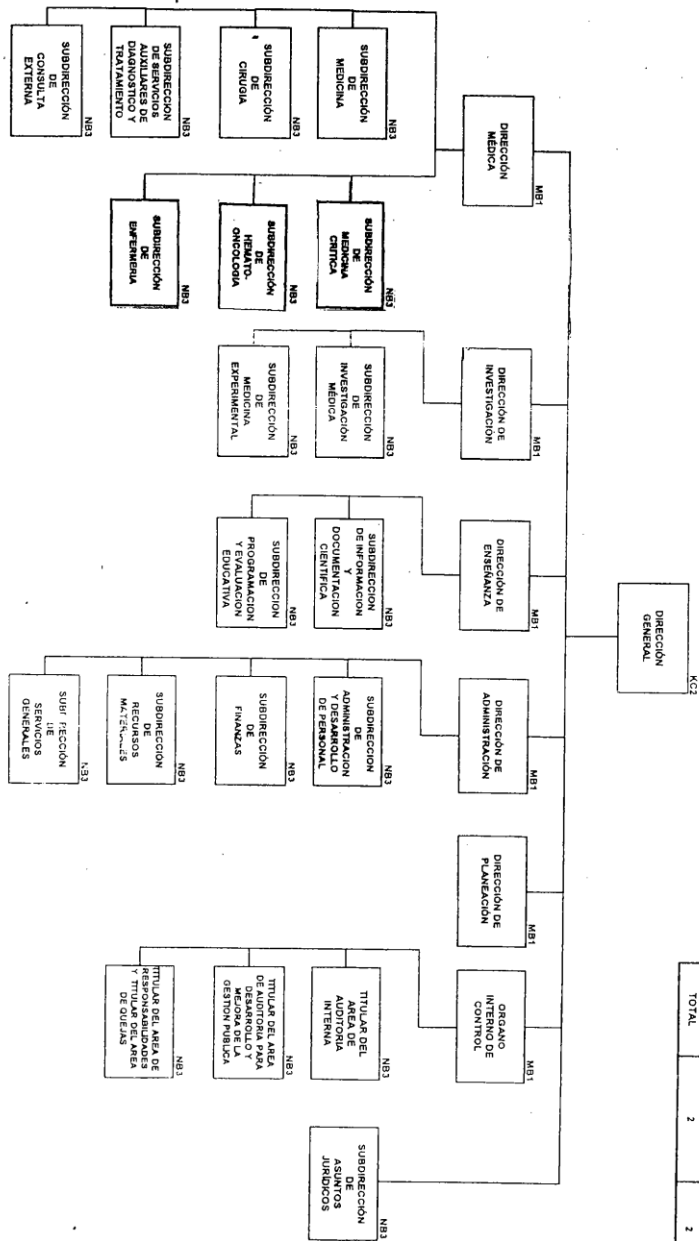 TOTAL
2
2
KC2
DIRECCIÓN
GENERAL
MB1
DIRECCIÓN
MÉDICA
MB1
DIRECCIÓN DE
INVESTIGACIÓN
MB1
DIRECCIÓN DE
ENSEÑANZA
MB1
DIRECCIÓN DE
ADMINISTRACIÓN
MB1
DIRECCIÓN DE
PLANEACIÓN
MB1
ORGANO
INTERNO DE
CONTROL
NB3
SUBDIRECCIÓN
DE
MEDICINA
NB3
SUBDIRECCIÓN
DE
CIRUGIA
NB3
SUBDIRECCION
DE SERVICIOS
AUXILIARES DE
DIAGNOSTICO Y
TRATAMIENTO
NB3
SUBDIRECCIÓN
DE
CONSULTA
EXTERNA
NB3
SUBDIRECCIÓN
DE
MEDICINA
CRITICA
NB3
SUBDIRECCIÓN
DE
HEMATO-
ONCOLOGIA
NB3
SUBDIRECCIÓN
DE
ENFERMERIA
NB3
SUBDIRECCIÓN
DE
INVESTIGACIÓN
MÉDICA
NB3
SUBDIRECCIÓN
DE
MEDICINA
EXPERIMENTAL
NB3
SUBDIRECCION
DE INFORMACION
Y
DOCUMENTACION
CIENTIFICA
NB3
SUBDIRECCION
DE
PROGRAMACION
Y EVALUACION
EDUCATIVA
NB3
SUBDIRECCION
DE
ADMINISTRACION
Y DESARROLLO
DE PERSONAL
NB3
SUBDIRECCIÓN
DE
FINANZAS
NB3
SUBDIRECCIÓN
DE
RECURSOS
NB3
SERVICIOS
GENERALES
NB3
TITULAR DEL
AREA DE
AUDITORIA
INTERNA
NB3
TITULAR DEL AREA
DE AUDITORIA PARA
DESARROLLO Y
MEJORA DE LA
GESTION PUBLICA
NB3
TITULAR DEL AREA DE
RESPONSABILIDADES
Y TITULAR DEL AREA
DE QUEJAS
NB3
SUBDIRECCIÓN
DE
ASUNTOS
JURÍDICOS